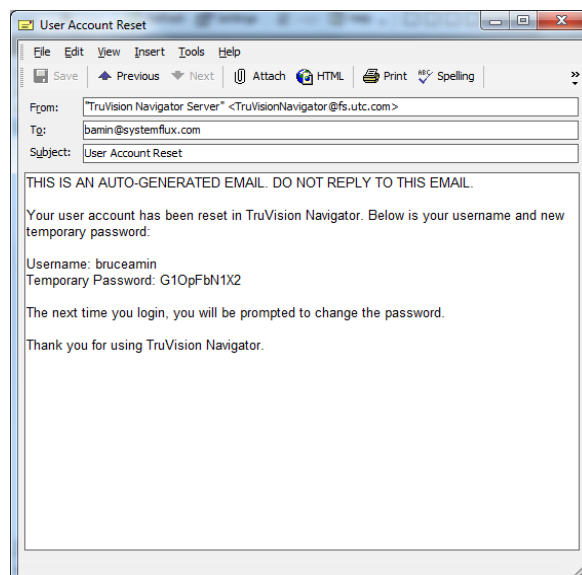 User Account Reset
File Edit View Insert Tools Help
Save Previous Next Attach HTML Print ABC Spelling »
From: "TruVision Navigator Server" <TruVisionNavigator@fs.utc.com>
To: bamin@systemflux.com
Subject: User Account Reset
THIS IS AN AUTO-GENERATED EMAIL. DO NOT REPLY TO THIS EMAIL.
Your user account has been reset in TruVision Navigator. Below is your username and new
temporary password:
Username: bruceamin
Temporary Password: G1OpFbN1X2
The next time you login, you will be prompted to change the password.
Thank you for using TruVision Navigator.